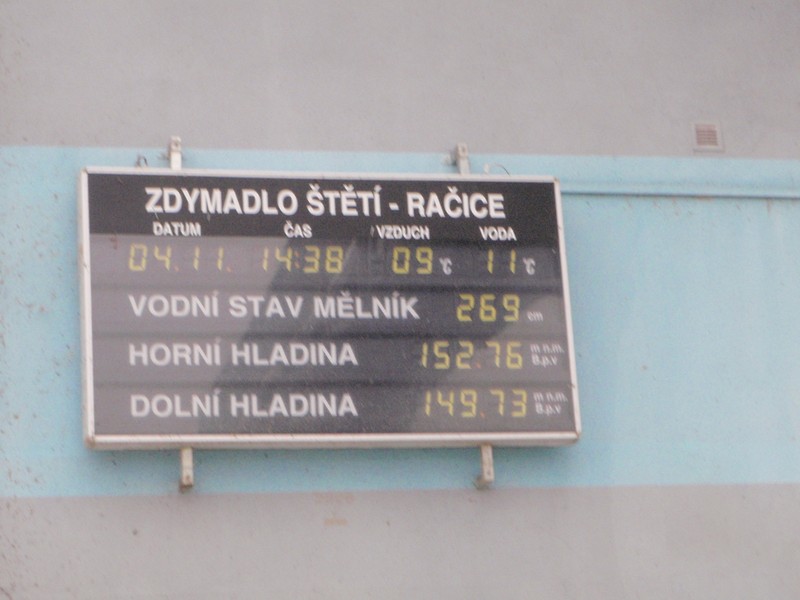 ZDYMADLO ŠTĚTÍ - RAČICE
DATUM ČAS VZDUCH VODA
04.11. 14:38 09 °C 11 °C
VODNÍ STAV MĚLNÍK 269 cm
HORNÍ HLADINA 152.76 m n.m. B.p.v
DOLNÍ HLADINA 149.73 m n.m. B.p.v